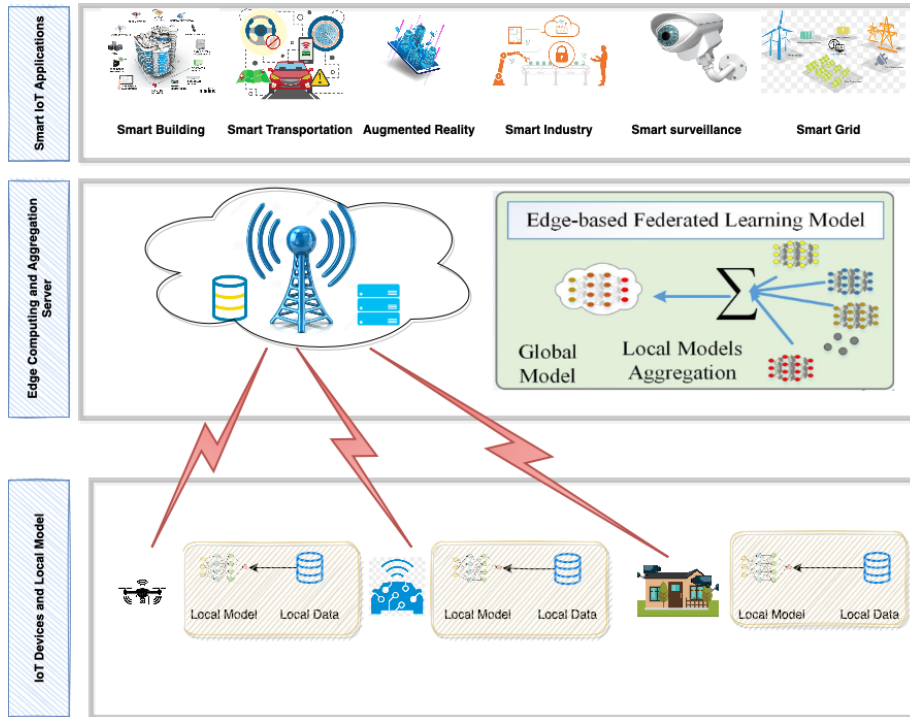 Smart IoT Applications
Smart Building
Smart Transportation
Augmented Reality
Smart Industry
Smart surveillance
Smart Grid
Edge Computing and Aggregation
Server
Edge-based Federated Learning Model
Global
Model
Local Models
Aggregation
IoT Devices and Local Model
Local Model
Local Data
Local Model
Local Data
Local Model
Local Data